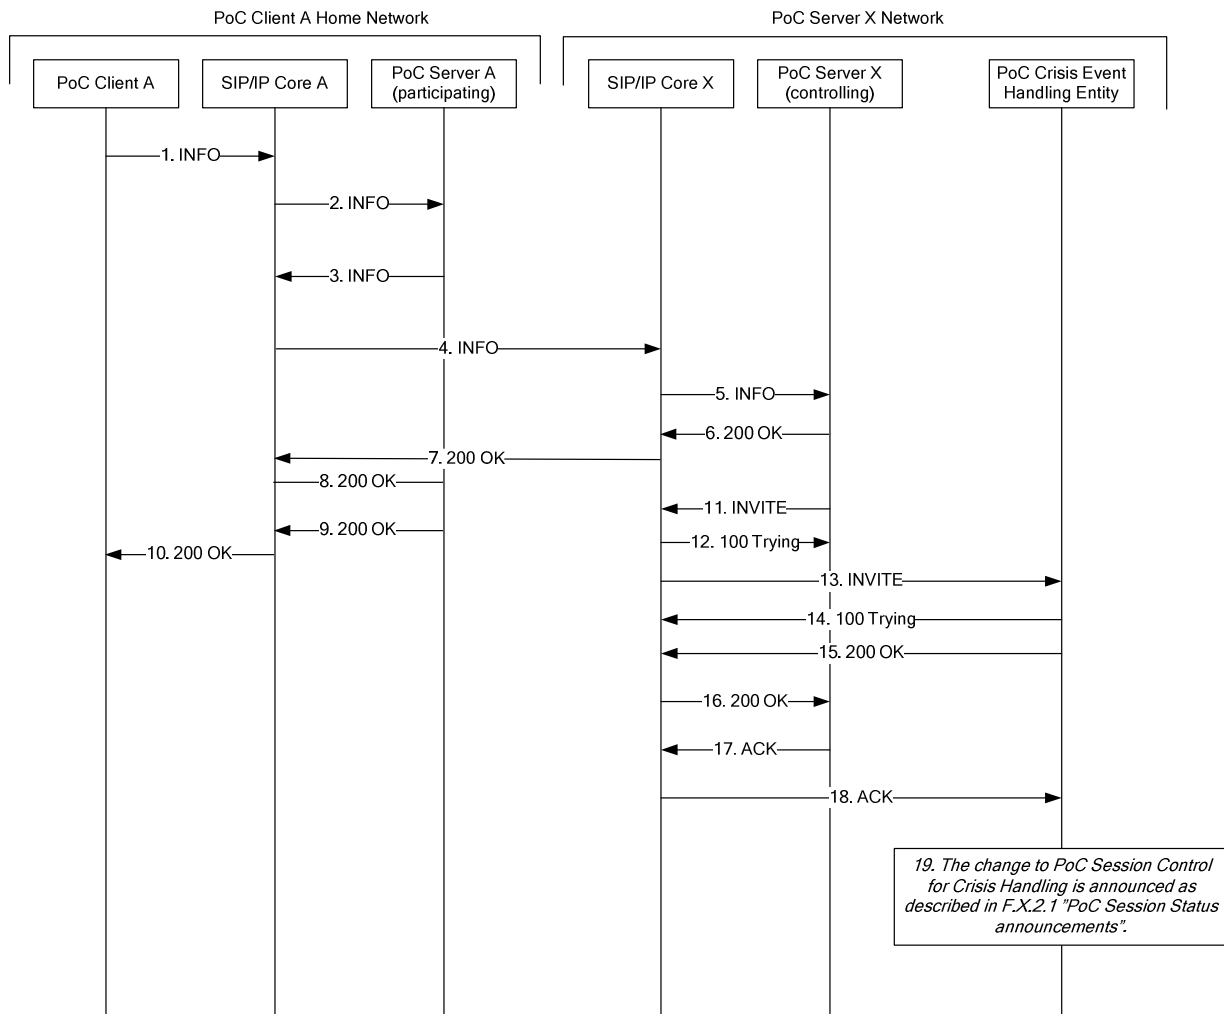 PoC Client A Home Network
PoC Server X Network
PoC Client A
SIP/IP Core A
PoC Server A
(participating)
SIP/IP Core X
PoC Server X
(controlling)
PoC Crisis Event
Handling Entity
1. INFO
2. INFO
3. INFO
4. INFO
5. INFO
6. 200 OK
7. 200 OK
8. 200 OK
11. INVITE
9. 200 OK
12. 100 Trying
10. 200 OK
13. INVITE
14. 100 Trying
15. 200 OK
16. 200 OK
17. ACK
18. ACK
19. The change to PoC Session Control
for Crisis Handling is announced as
described in F.X.2.1 ”PoC Session Status
announcements”.